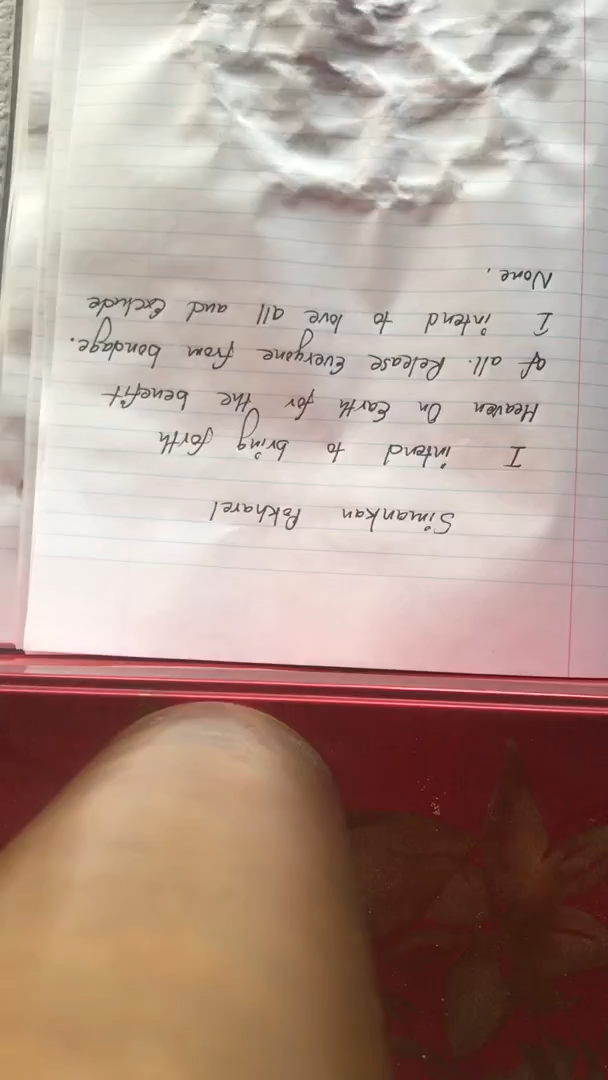 Simankan Pokharel
I intend to bring forth
Heaven On Earth for the benefit
of all. Release Everyone from bondage.
I intend to love all and Exclude
None.